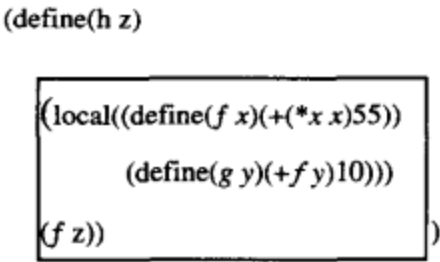 (define(h z)
(local((define(f x)(+(*x x)55))
(define(g y)(+f y)10)))
(f z))
)